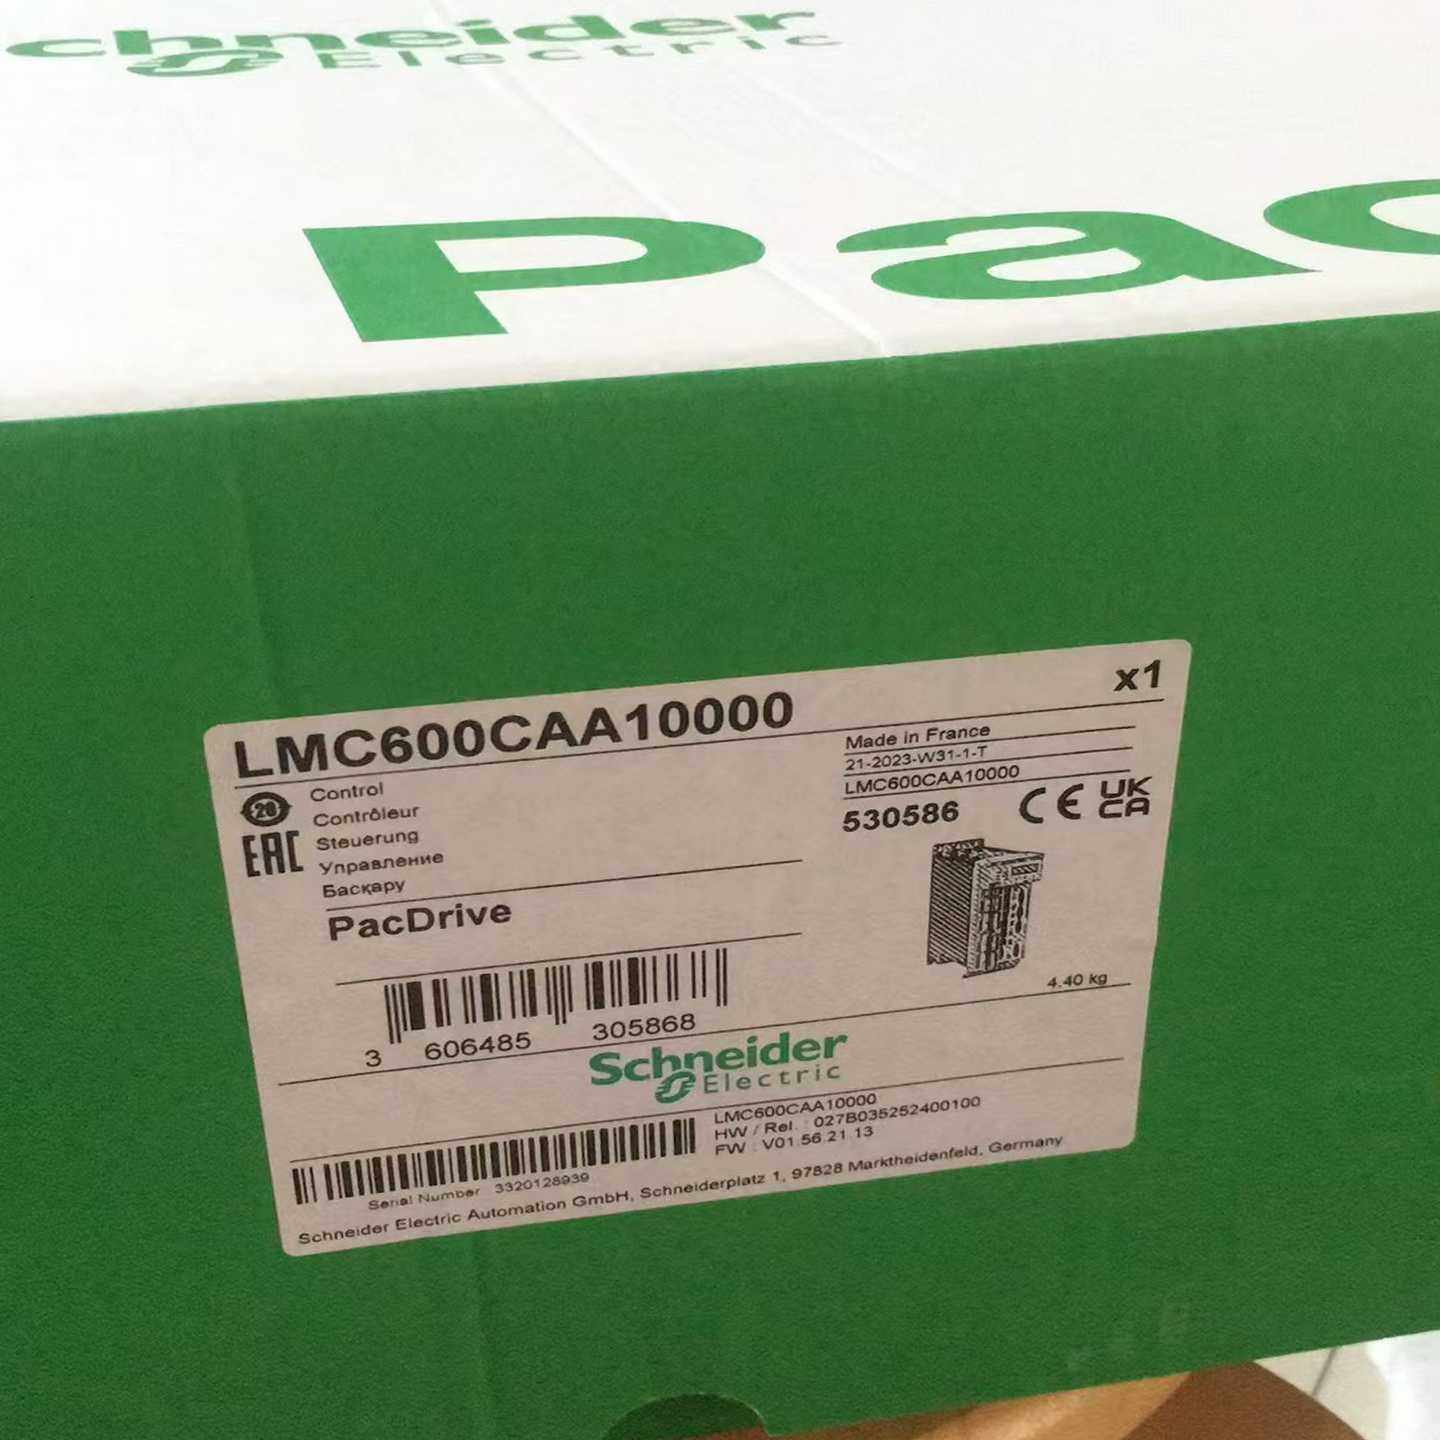 chneider
Electric
Pac
LMC600CAA10000
x1
Control
Contrôleur
Steuerung
Управление
Басқару
20
EAC
Made in France
21-2023-W31-1-T
LMC600CAA10000
530586
CE UK
CA
PacDrive
4.40 kg
3 606485 305868
Schneider
Electric
LMC600CAA10000
HW / Rel. : 027B035252400100
FW : V01.56.21.13
Serial Number 3320128939
Schneider Electric Automation GmbH, Schneiderplatz 1, 97828 Marktheidenfeld, Germany